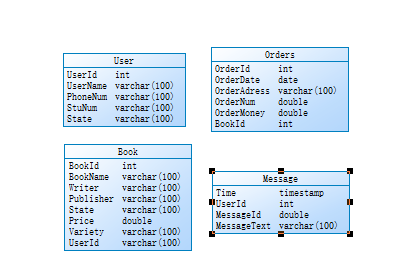 User
UserId int
UserName varchar(100)
PhoneNum varchar(100)
StuNum varchar(100)
State varchar(100)
Orders
OrderId int
OrderDate date
OrderAdress varchar(100)
OrderNum double
OrderMoney double
BookId int
Book
BookId int
BookName varchar(100)
Writer varchar(100)
Publisher varchar(100)
State varchar(100)
Price double
Variety varchar(100)
UserId varchar(100)
Message
Time timestamp
UserId int
MessageId double
MessageText varchar(100)